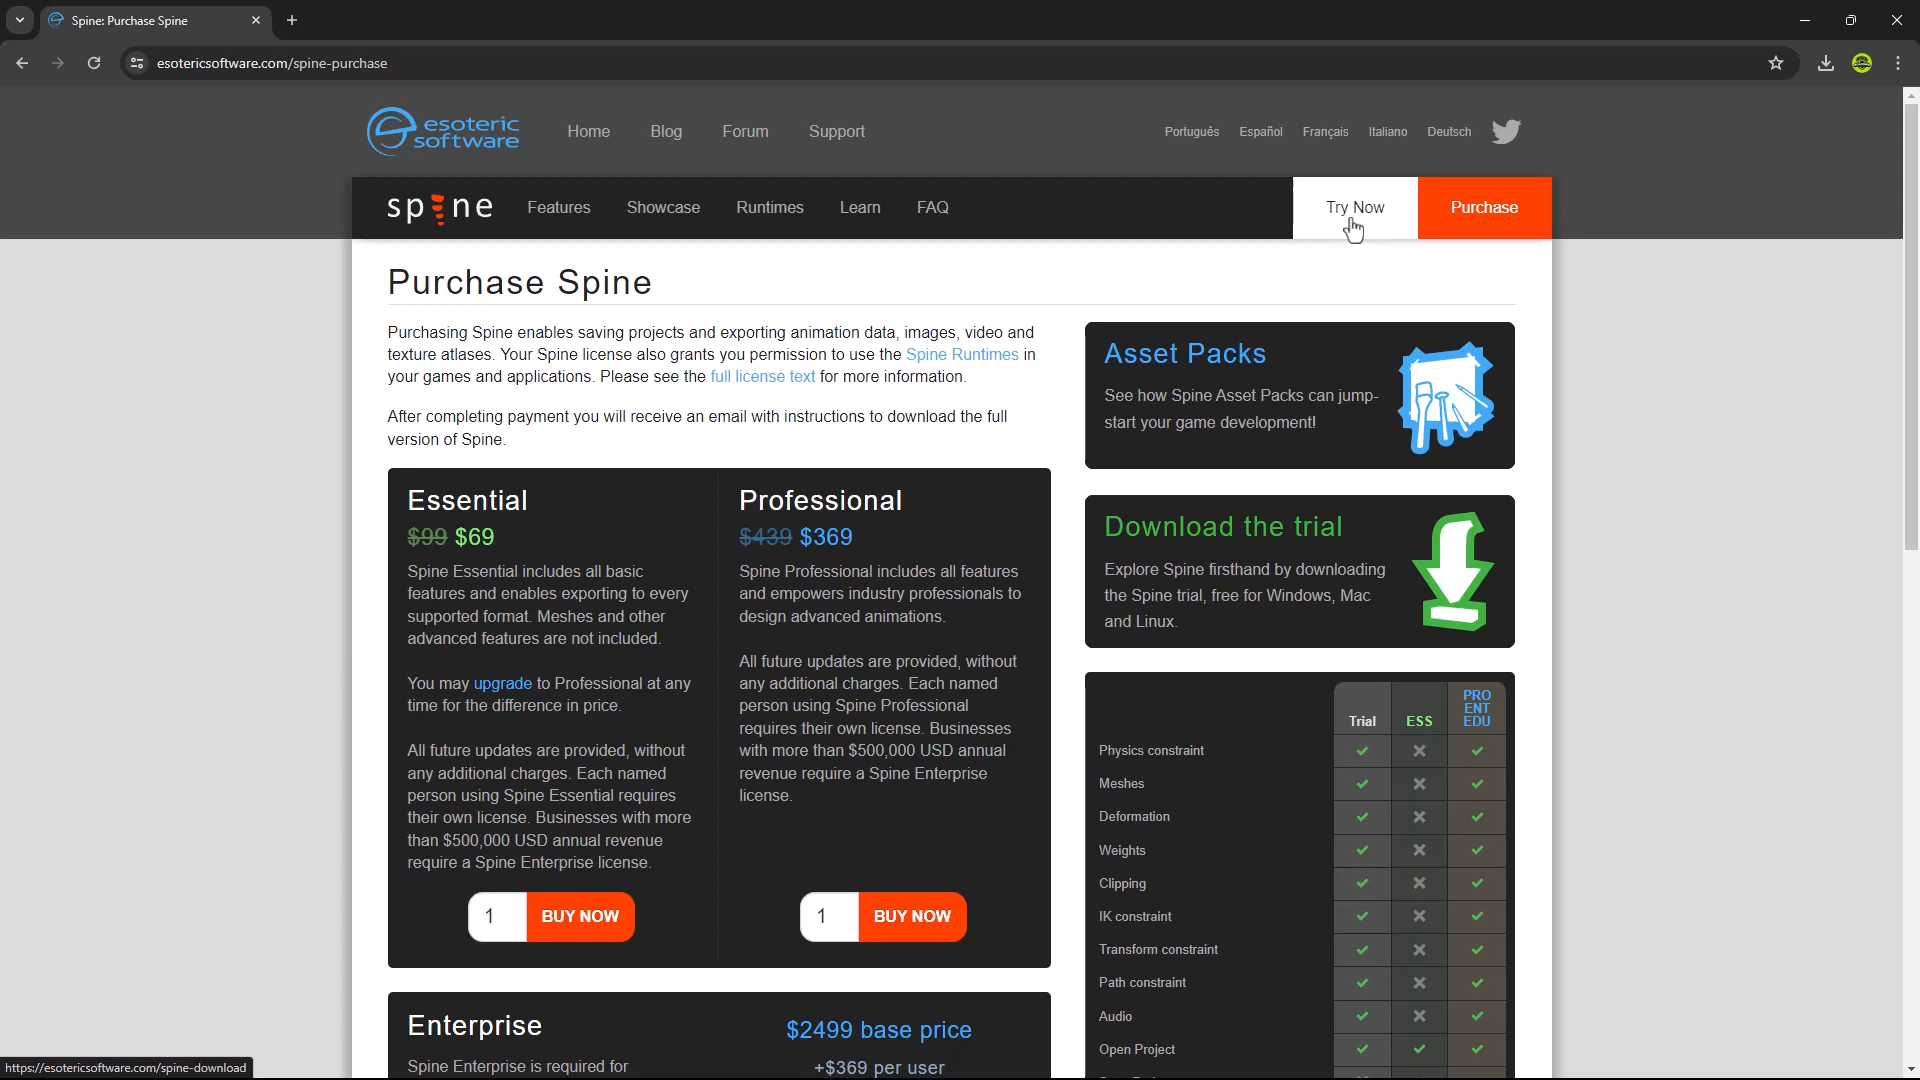 Spine: Purchase Spine
esotericsoftware.com/spine-purchase
esoteric
software
Home Blog Forum Support
Português Español Français Italiano Deutsch
spine
Features Showcase Runtimes Learn FAQ
Try Now
Purchase
Purchase Spine
Purchasing Spine enables saving projects and exporting animation data, images, video and
texture atlases. Your Spine license also grants you permission to use the Spine Runtimes in
your games and applications. Please see the full license text for more information.
After completing payment you will receive an email with instructions to download the full
version of Spine.
Essential
$99 $69
Spine Essential includes all basic
features and enables exporting to every
supported format. Meshes and other
advanced features are not included.
You may upgrade to Professional at any
time for the difference in price.
All future updates are provided, without
any additional charges. Each named
person using Spine Essential requires
their own license. Businesses with more
than $500,000 USD annual revenue
require a Spine Enterprise license.
1 BUY NOW
Professional
$439 $369
Spine Professional includes all features
and empowers industry professionals to
design advanced animations.
All future updates are provided, without
any additional charges. Each named
person using Spine Professional
requires their own license. Businesses
with more than $500,000 USD annual
revenue require a Spine Enterprise
license.
1 BUY NOW
Enterprise
Spine Enterprise is required for
$2499 base price
+$369 per user
Asset Packs
See how Spine Asset Packs can jump-
start your game development!
Download the trial
Explore Spine firsthand by downloading
the Spine trial, free for Windows, Mac
and Linux.
Trial ESS PRO
ENT
EDU
Physics constraint
Meshes
Deformation
Weights
Clipping
IK constraint
Transform constraint
Path constraint
Audio
Open Project
https://esotericsoftware.com/spine-download